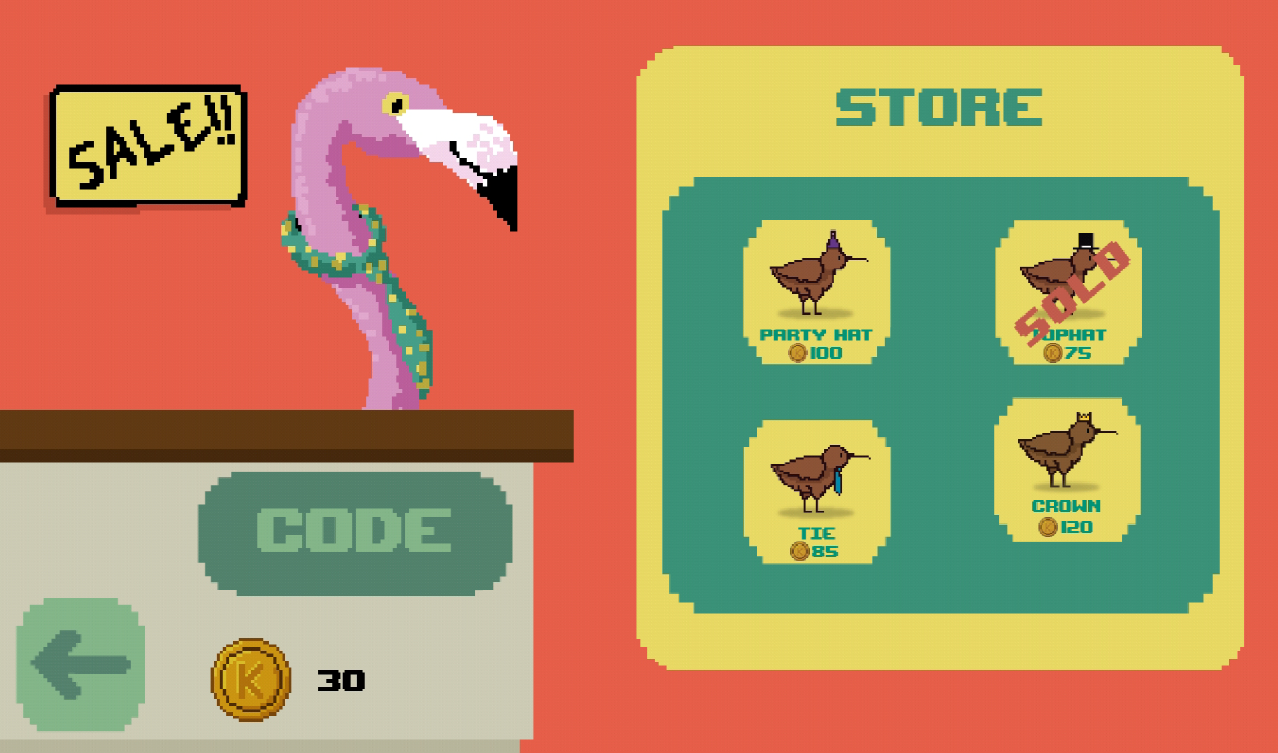 SALE!!
STORE
PARTY HAT
K 100
SOLD
TOPHAT
K 75
TIE
K 85
CROWN
K 120
CODE
K 30